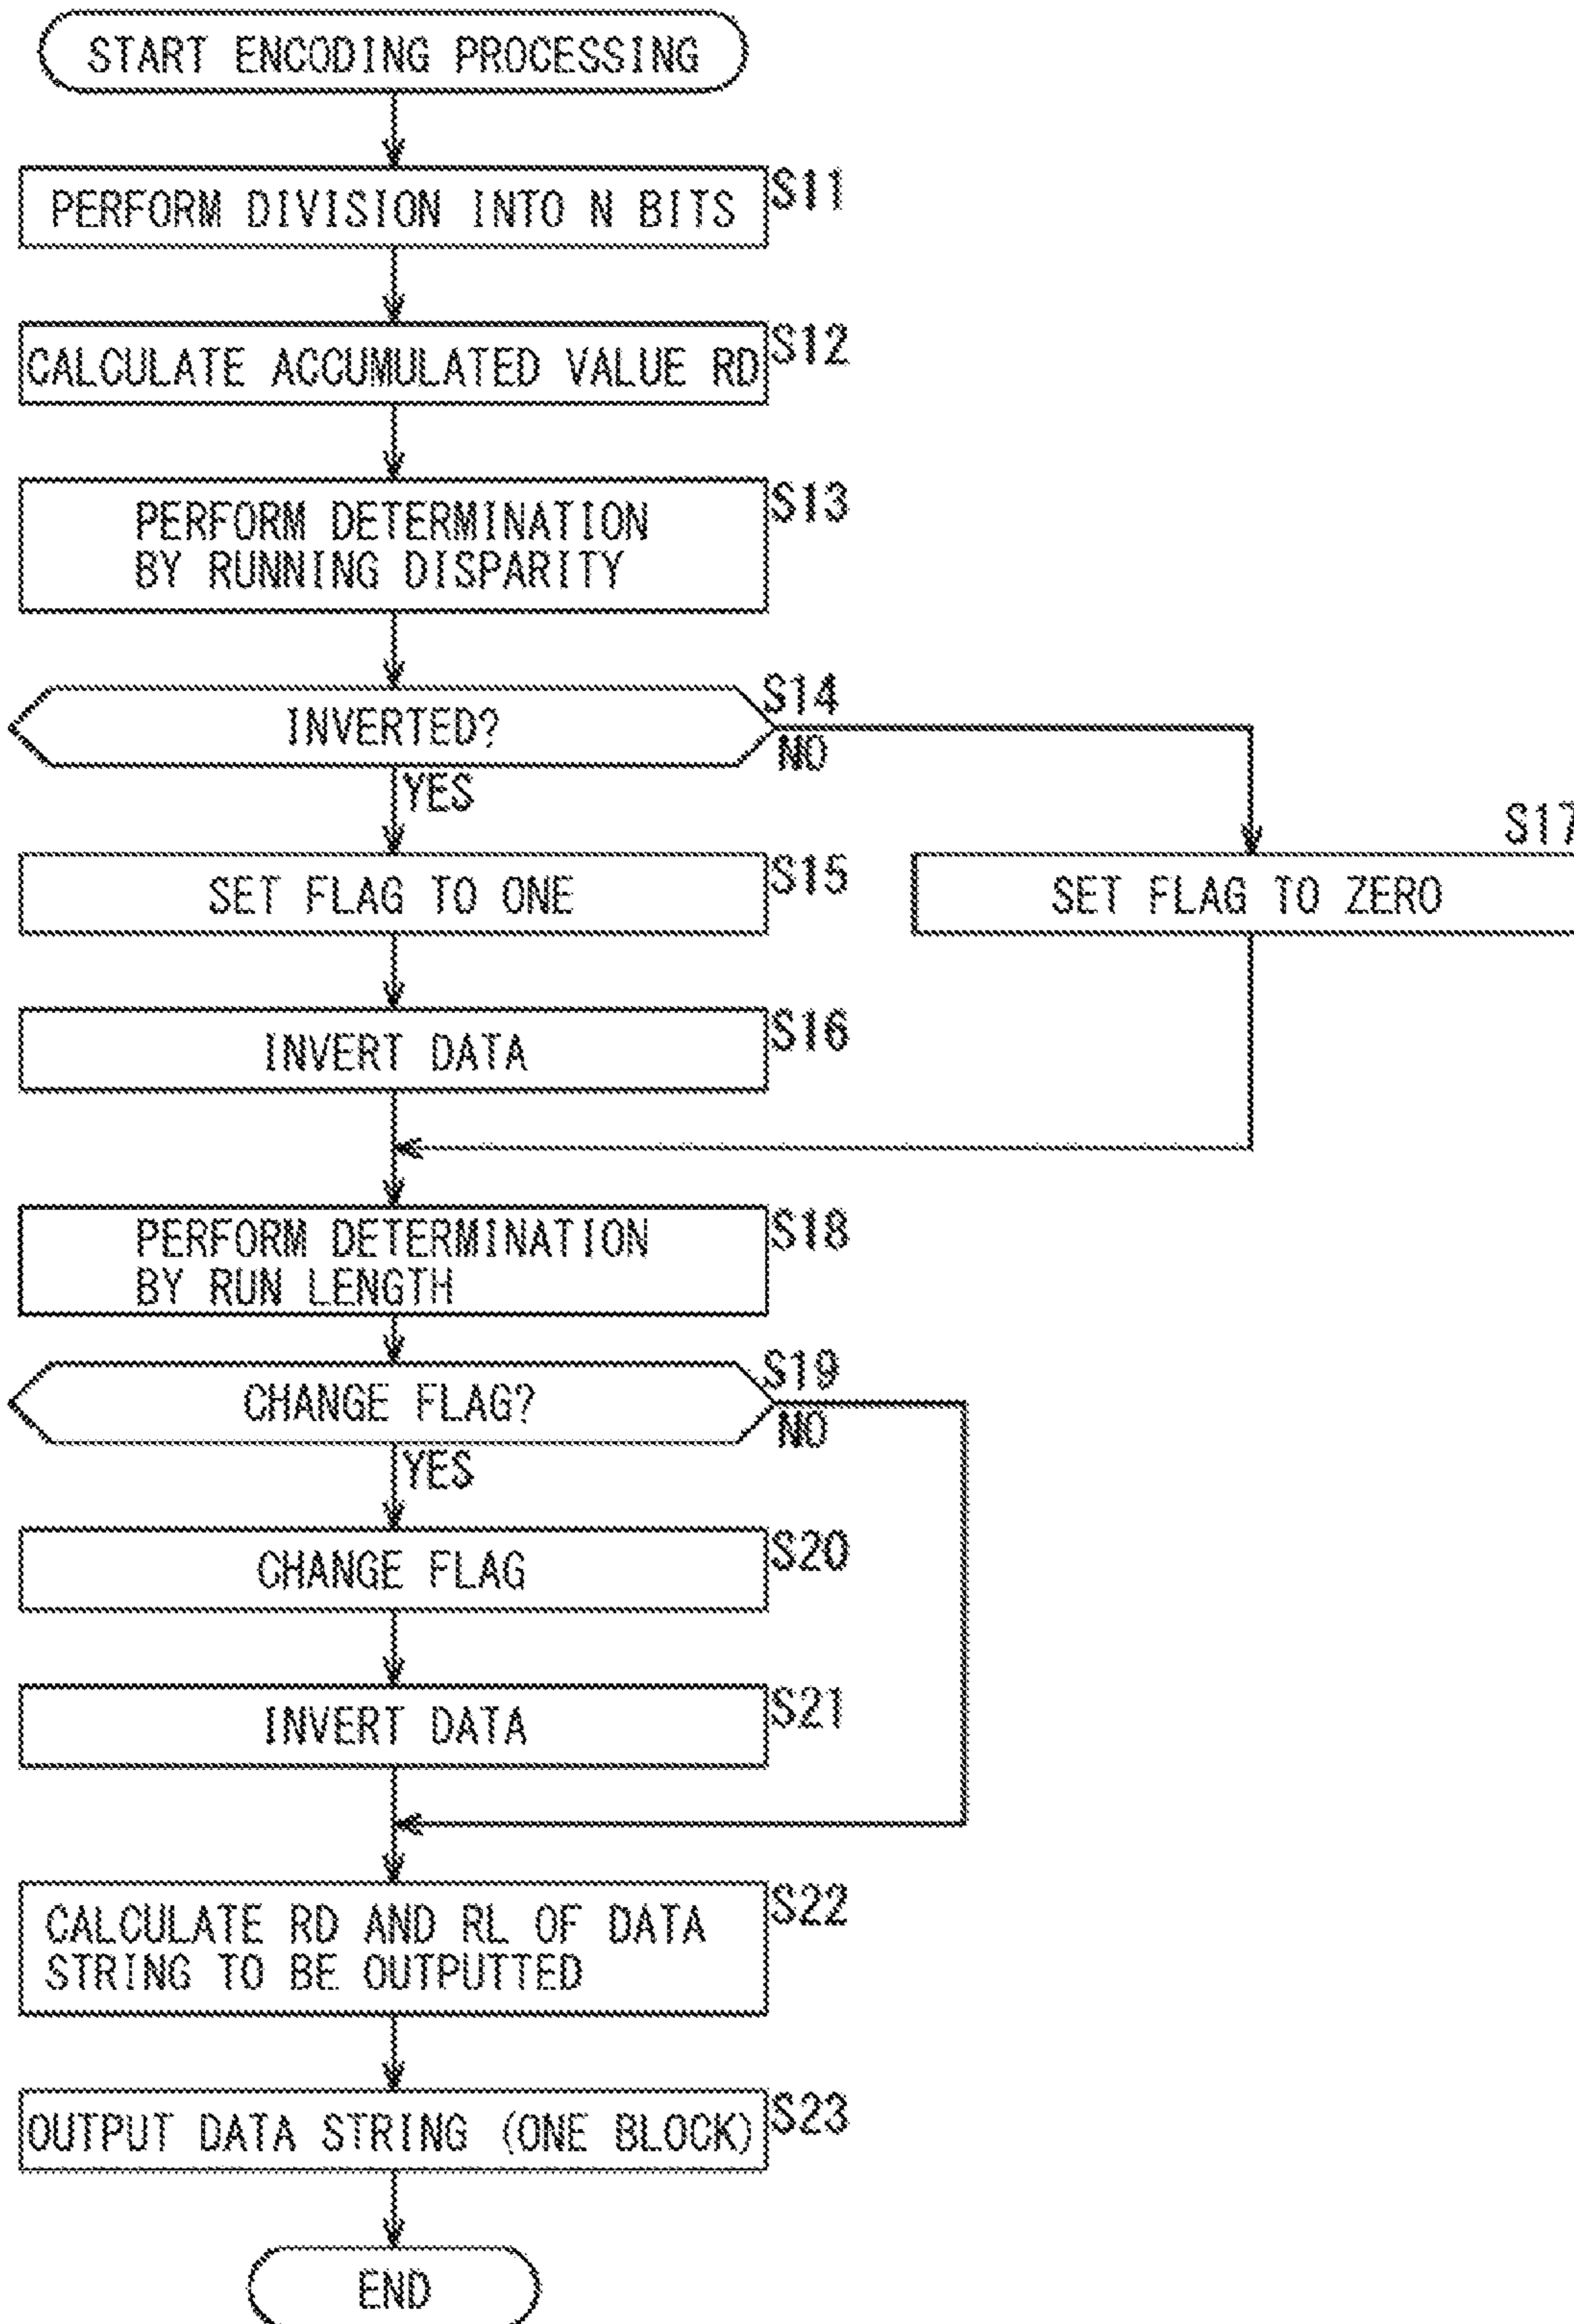 START ENCODING PROCESSING
PERFORM DIVISION INTO N BITS
S11
CALCULATE ACCUMULATED VALUE RD
S12
PERFORM DETERMINATION
BY RUNNING DISPARITY
S13
INVERTED?
S14
NO
YES
SET FLAG TO ONE
S15
SET FLAG TO ZERO
S17
INVERT DATA
S16
PERFORM DETERMINATION
BY RUN LENGTH
S18
CHANGE FLAG?
S19
NO
YES
CHANGE FLAG
S20
INVERT DATA
S21
CALCULATE RD AND RL OF DATA
STRING TO BE OUTPUTTED
S22
OUTPUT DATA STRING (ONE BLOCK)
S23
END